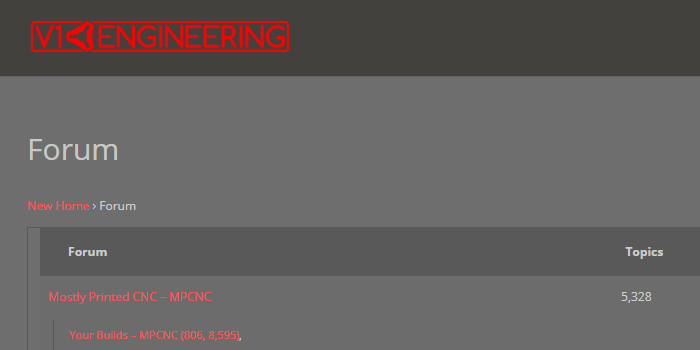 V1 ENGINEERING
Forum
New Home › Forum
Forum Topics
Mostly Printed CNC – MPCNC 5,328
Your Builds – MPCNC (806, 8,595),